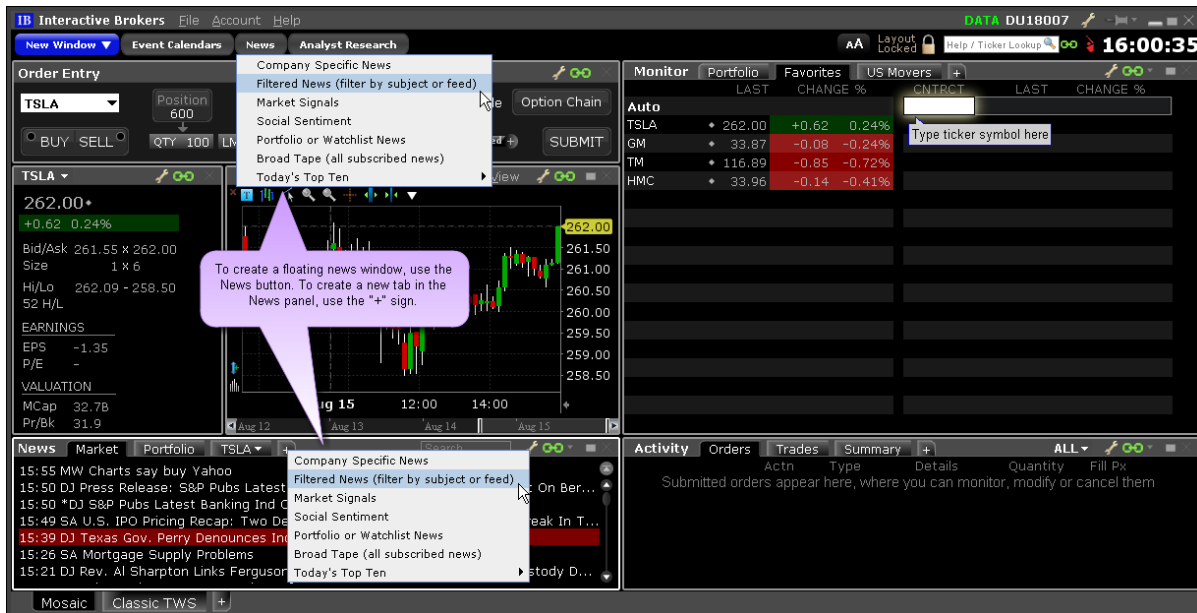 IB Interactive Brokers File Account Help DATA DU18007
New Window ▼ Event Calendars News Analyst Research AA Layout Locked Help / Ticker Lookup 16:00:35
Company Specific News
Filtered News (filter by subject or feed)
Market Signals
Social Sentiment
Portfolio or Watchlist News
Broad Tape (all subscribed news)
Today's Top Ten
Order Entry
TSLA Position 600 Option Chain
BUY SELL QTY 100 SUBMIT
TSLA View
262.00
+0.62 0.24%
Bid/Ask 261.55 x 262.00
Size 1 x 6
Hi/Lo 262.09 - 258.50
52 H/L
EARNINGS
EPS -1.35
P/E -
VALUATION
MCap 32.7B
Pr/Bk 31.9
T
262.00
261.50
261.00
260.50
260.00
259.50
259.00
258.50
ug 15 12:00 14:00
Aug 12 Aug 13 Aug 14 Aug 15
To create a floating news window, use the
News button. To create a new tab in the
News panel, use the "+" sign.
Monitor Portfolio Favorites US Movers +
LAST CHANGE % CNTRCT LAST CHANGE %
Auto
TSLA 262.00 +0.62 0.24%
GM 33.87 -0.08 -0.24%
TM 116.89 -0.85 -0.72%
HMC 33.96 -0.14 -0.41%
Type ticker symbol here
News Market Portfolio TSLA + Search
15:55 MW Charts say buy Yahoo
15:50 DJ Press Release: S&P Pubs Latest : On Ber...
15:50 *DJ S&P Pubs Latest Banking Ind C
15:49 SA U.S. IPO Pricing Recap: Two De reak In T...
15:39 DJ Texas Gov. Perry Denounces Inc
15:26 SA Mortgage Supply Problems
15:21 DJ Rev. Al Sharpton Links Ferguson stody D...
Company Specific News
Filtered News (filter by subject or feed)
Market Signals
Social Sentiment
Portfolio or Watchlist News
Broad Tape (all subscribed news)
Today's Top Ten
Activity Orders Trades Summary + ALL
Actn Type Details Quantity Fill Px
Submitted orders appear here, where you can monitor, modify or cancel them
Mosaic Classic TWS +